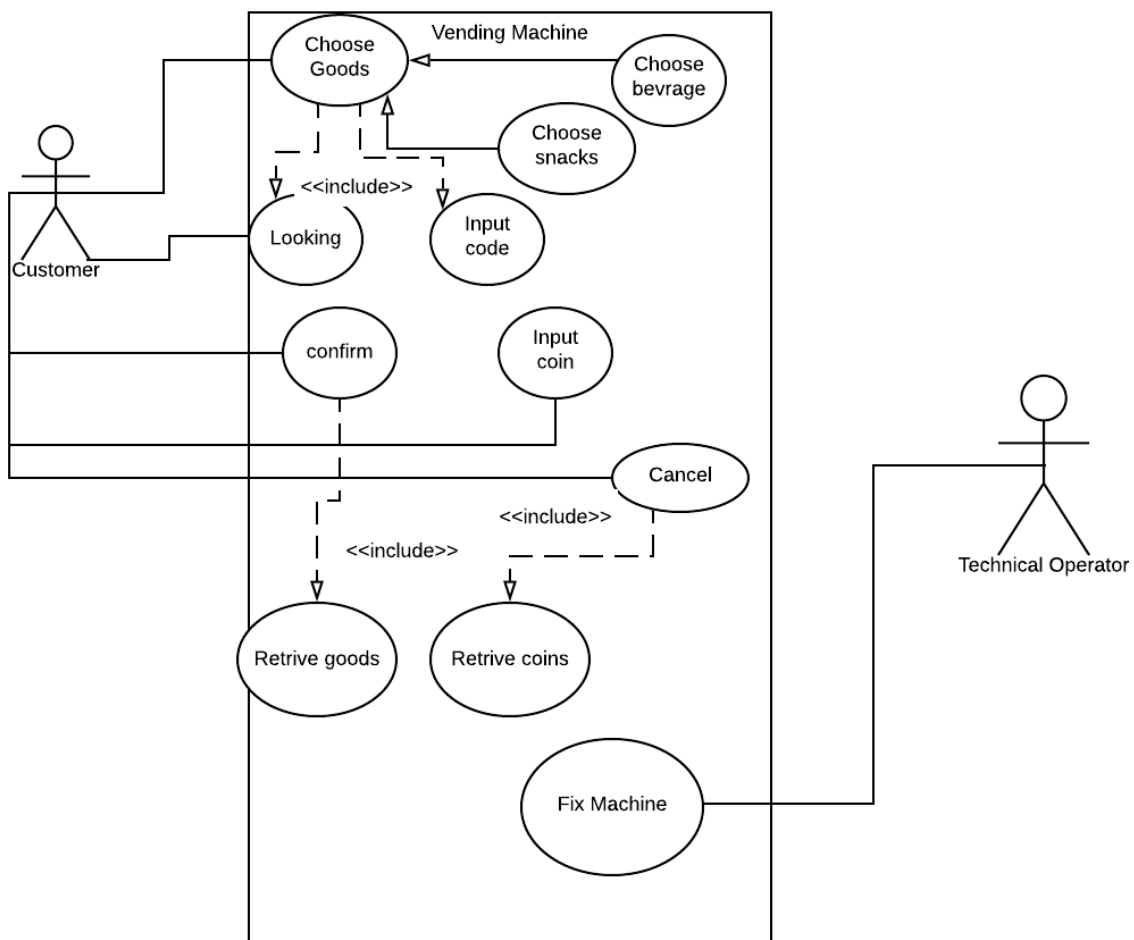 Choose
Goods
Vending Machine
Choose
bevrage
Choose
snacks
<<include>>
Looking
Input
code
Customer
confirm
Input
coin
Cancel
<<include>>
<<include>>
Technical Operator
Retrive goods
Retrive coins
Fix Machine